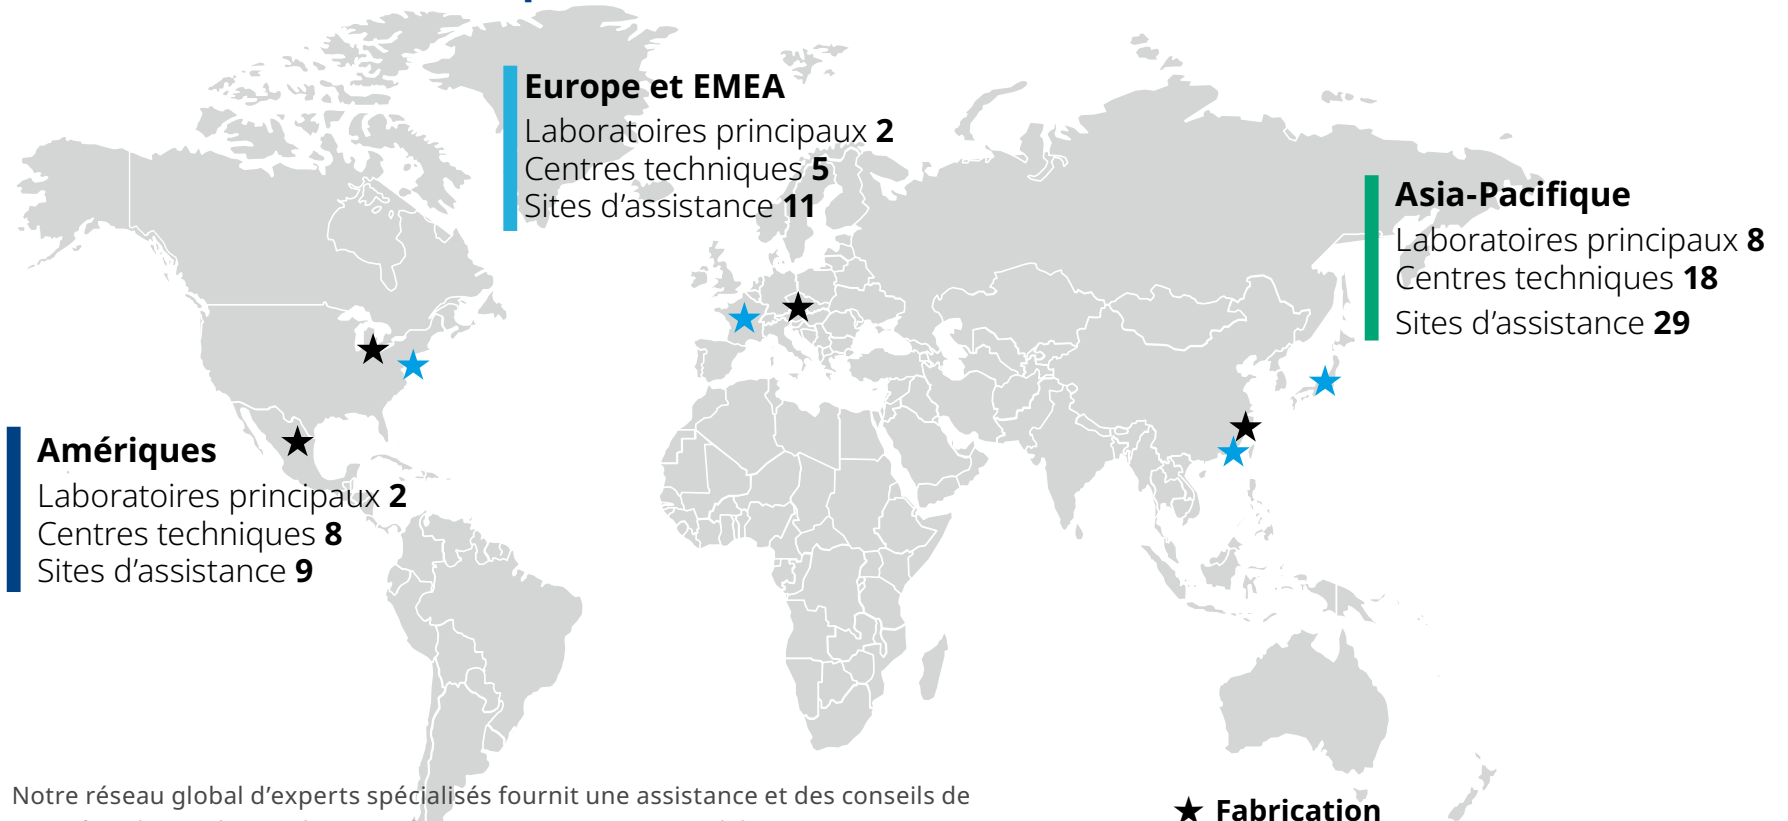 Europe et EMEA
Laboratoires principaux 2
Centres techniques 5
Sites d'assistance 11
Asia-Pacifique
Laboratoires principaux 8
Centres techniques 18
Sites d'assistance 29
Amériques
Laboratoires principaux 2
Centres techniques 8
Sites d'assistance 9
Notre réseau global d'experts spécialisés fournit une assistance et des conseils de
★ Fabrication